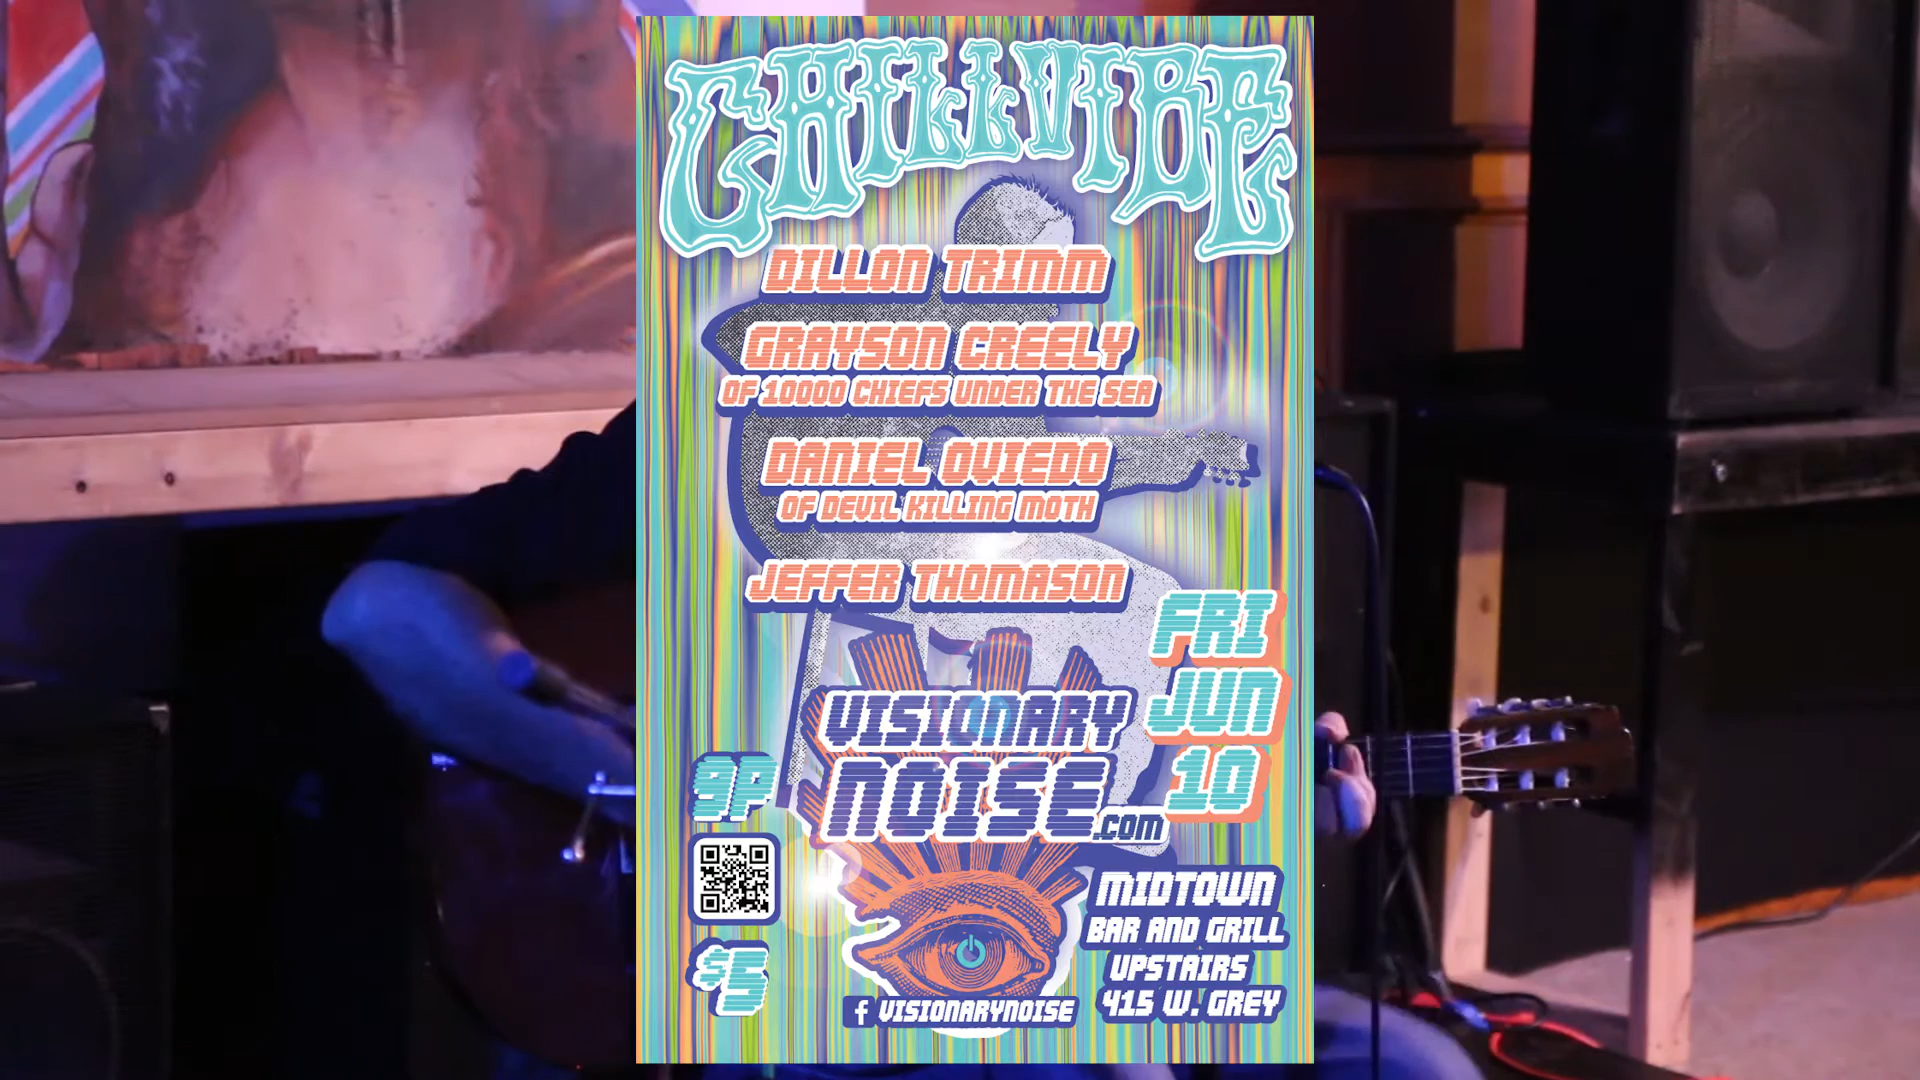 CHILLVIBE
DILLON TRIMM
GRAYSON CREELY
OF 10000 CHIEFS UNDER THE SEA
DANIEL OVIEDO
OF DEVIL KILLING MOTH
JEFFER THOMASON
FRI
JUN
10
VISIONARY
NOISE.COM
9P
$5
MIDTOWN
BAR AND GRILL
UPSTAIRS
415 W. GREY
f VISIONARYNOISE